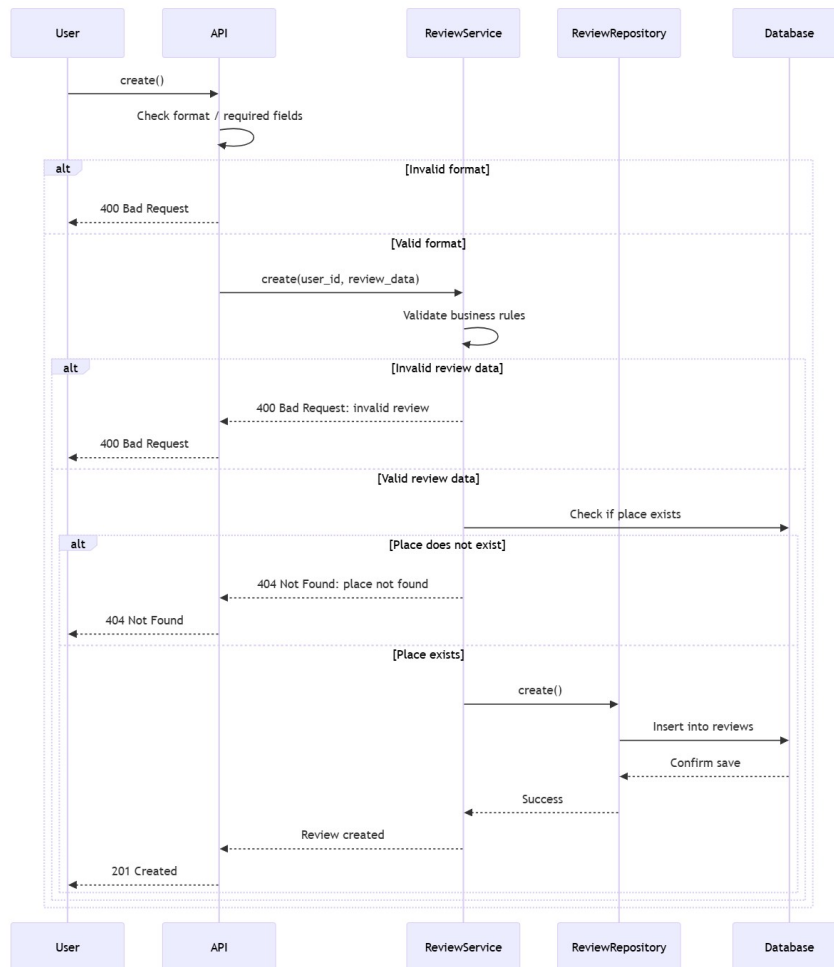 User API ReviewService ReviewRepository Database
create()
Check format / required fields
alt [Invalid format]
400 Bad Request
[Valid format]
create(user_id, review_data)
Validate business rules
alt [Invalid review data]
400 Bad Request: invalid review
400 Bad Request
[Valid review data]
Check if place exists
alt [Place does not exist]
404 Not Found: place not found
404 Not Found
[Place exists]
create()
Insert into reviews
Confirm save
Success
Review created
201 Created
User API ReviewService ReviewRepository Database